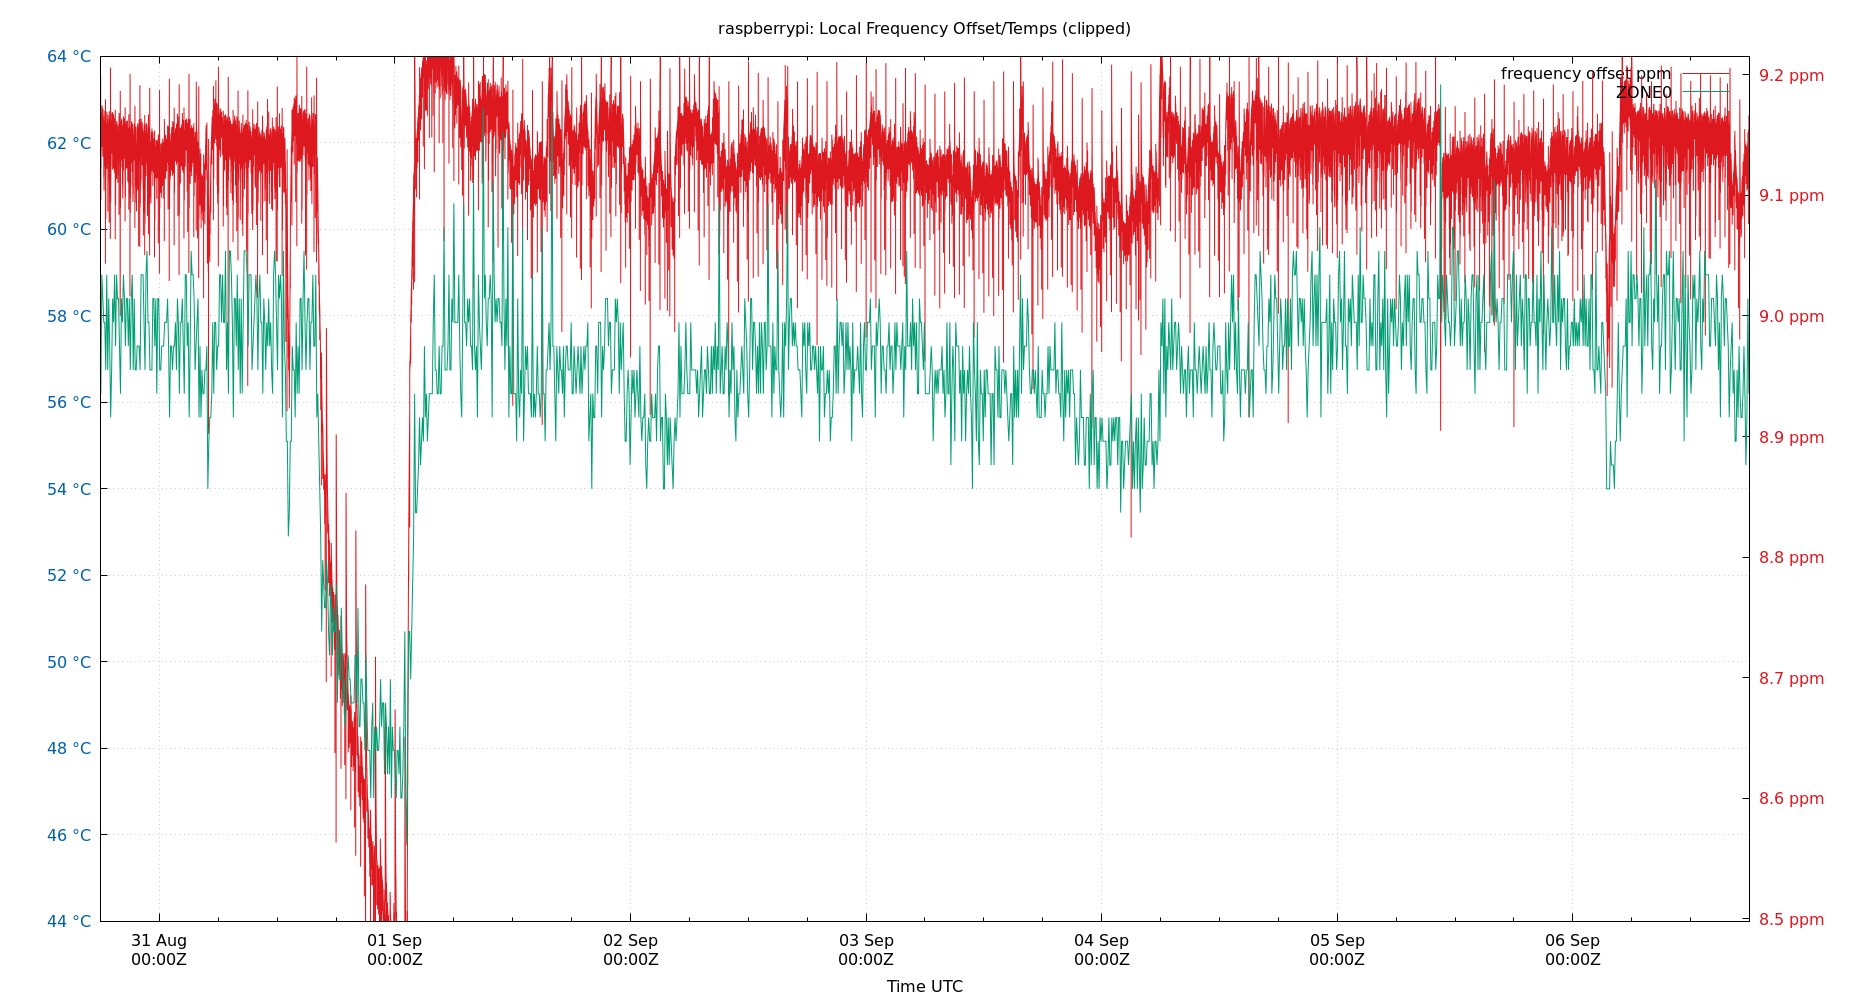 raspberrypi: Local Frequency Offset/Temps (clipped)
frequency offset ppm
ZONE0
64 °C
62 °C
60 °C
58 °C
56 °C
54 °C
52 °C
50 °C
48 °C
46 °C
44 °C
9.2 ppm
9.1 ppm
9.0 ppm
8.9 ppm
8.8 ppm
8.7 ppm
8.6 ppm
8.5 ppm
31 Aug
00:00Z
01 Sep
00:00Z
02 Sep
00:00Z
03 Sep
00:00Z
04 Sep
00:00Z
05 Sep
00:00Z
06 Sep
00:00Z
Time UTC